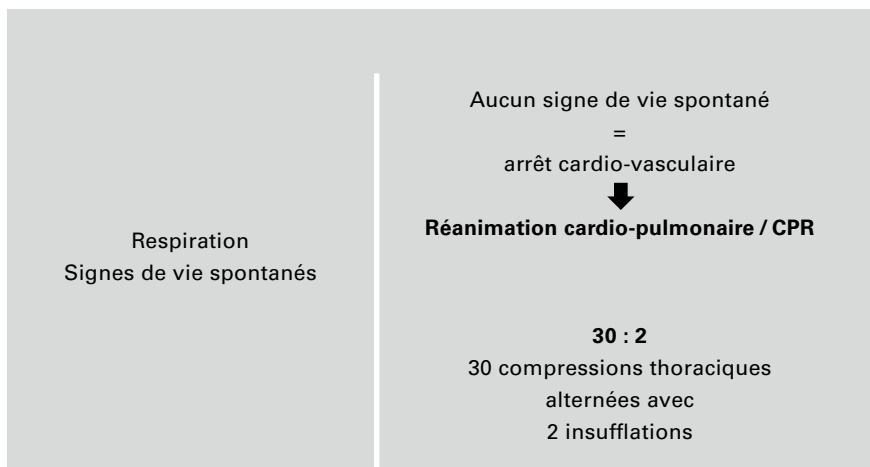 Respiration
Signes de vie spontanés
Aucun signe de vie spontané
=
arrêt cardio-vasculaire
Réanimation cardio-pulmonaire / CPR
30 : 2
30 compressions thoraciques
alternées avec
2 insufflations